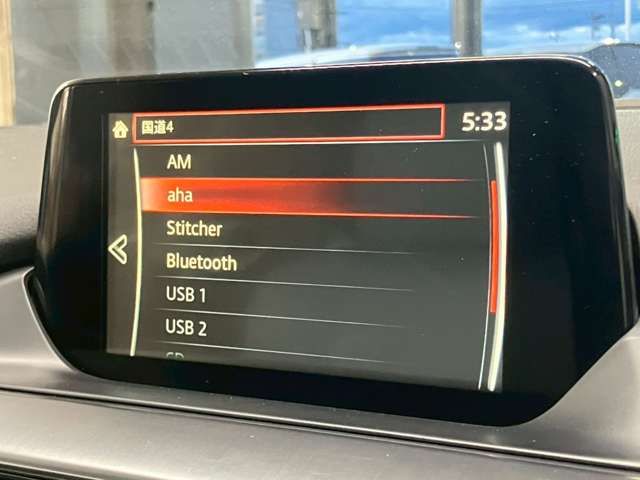 国道4
5:33
AM
aha
Stitcher
Bluetooth
USB 1
USB 2